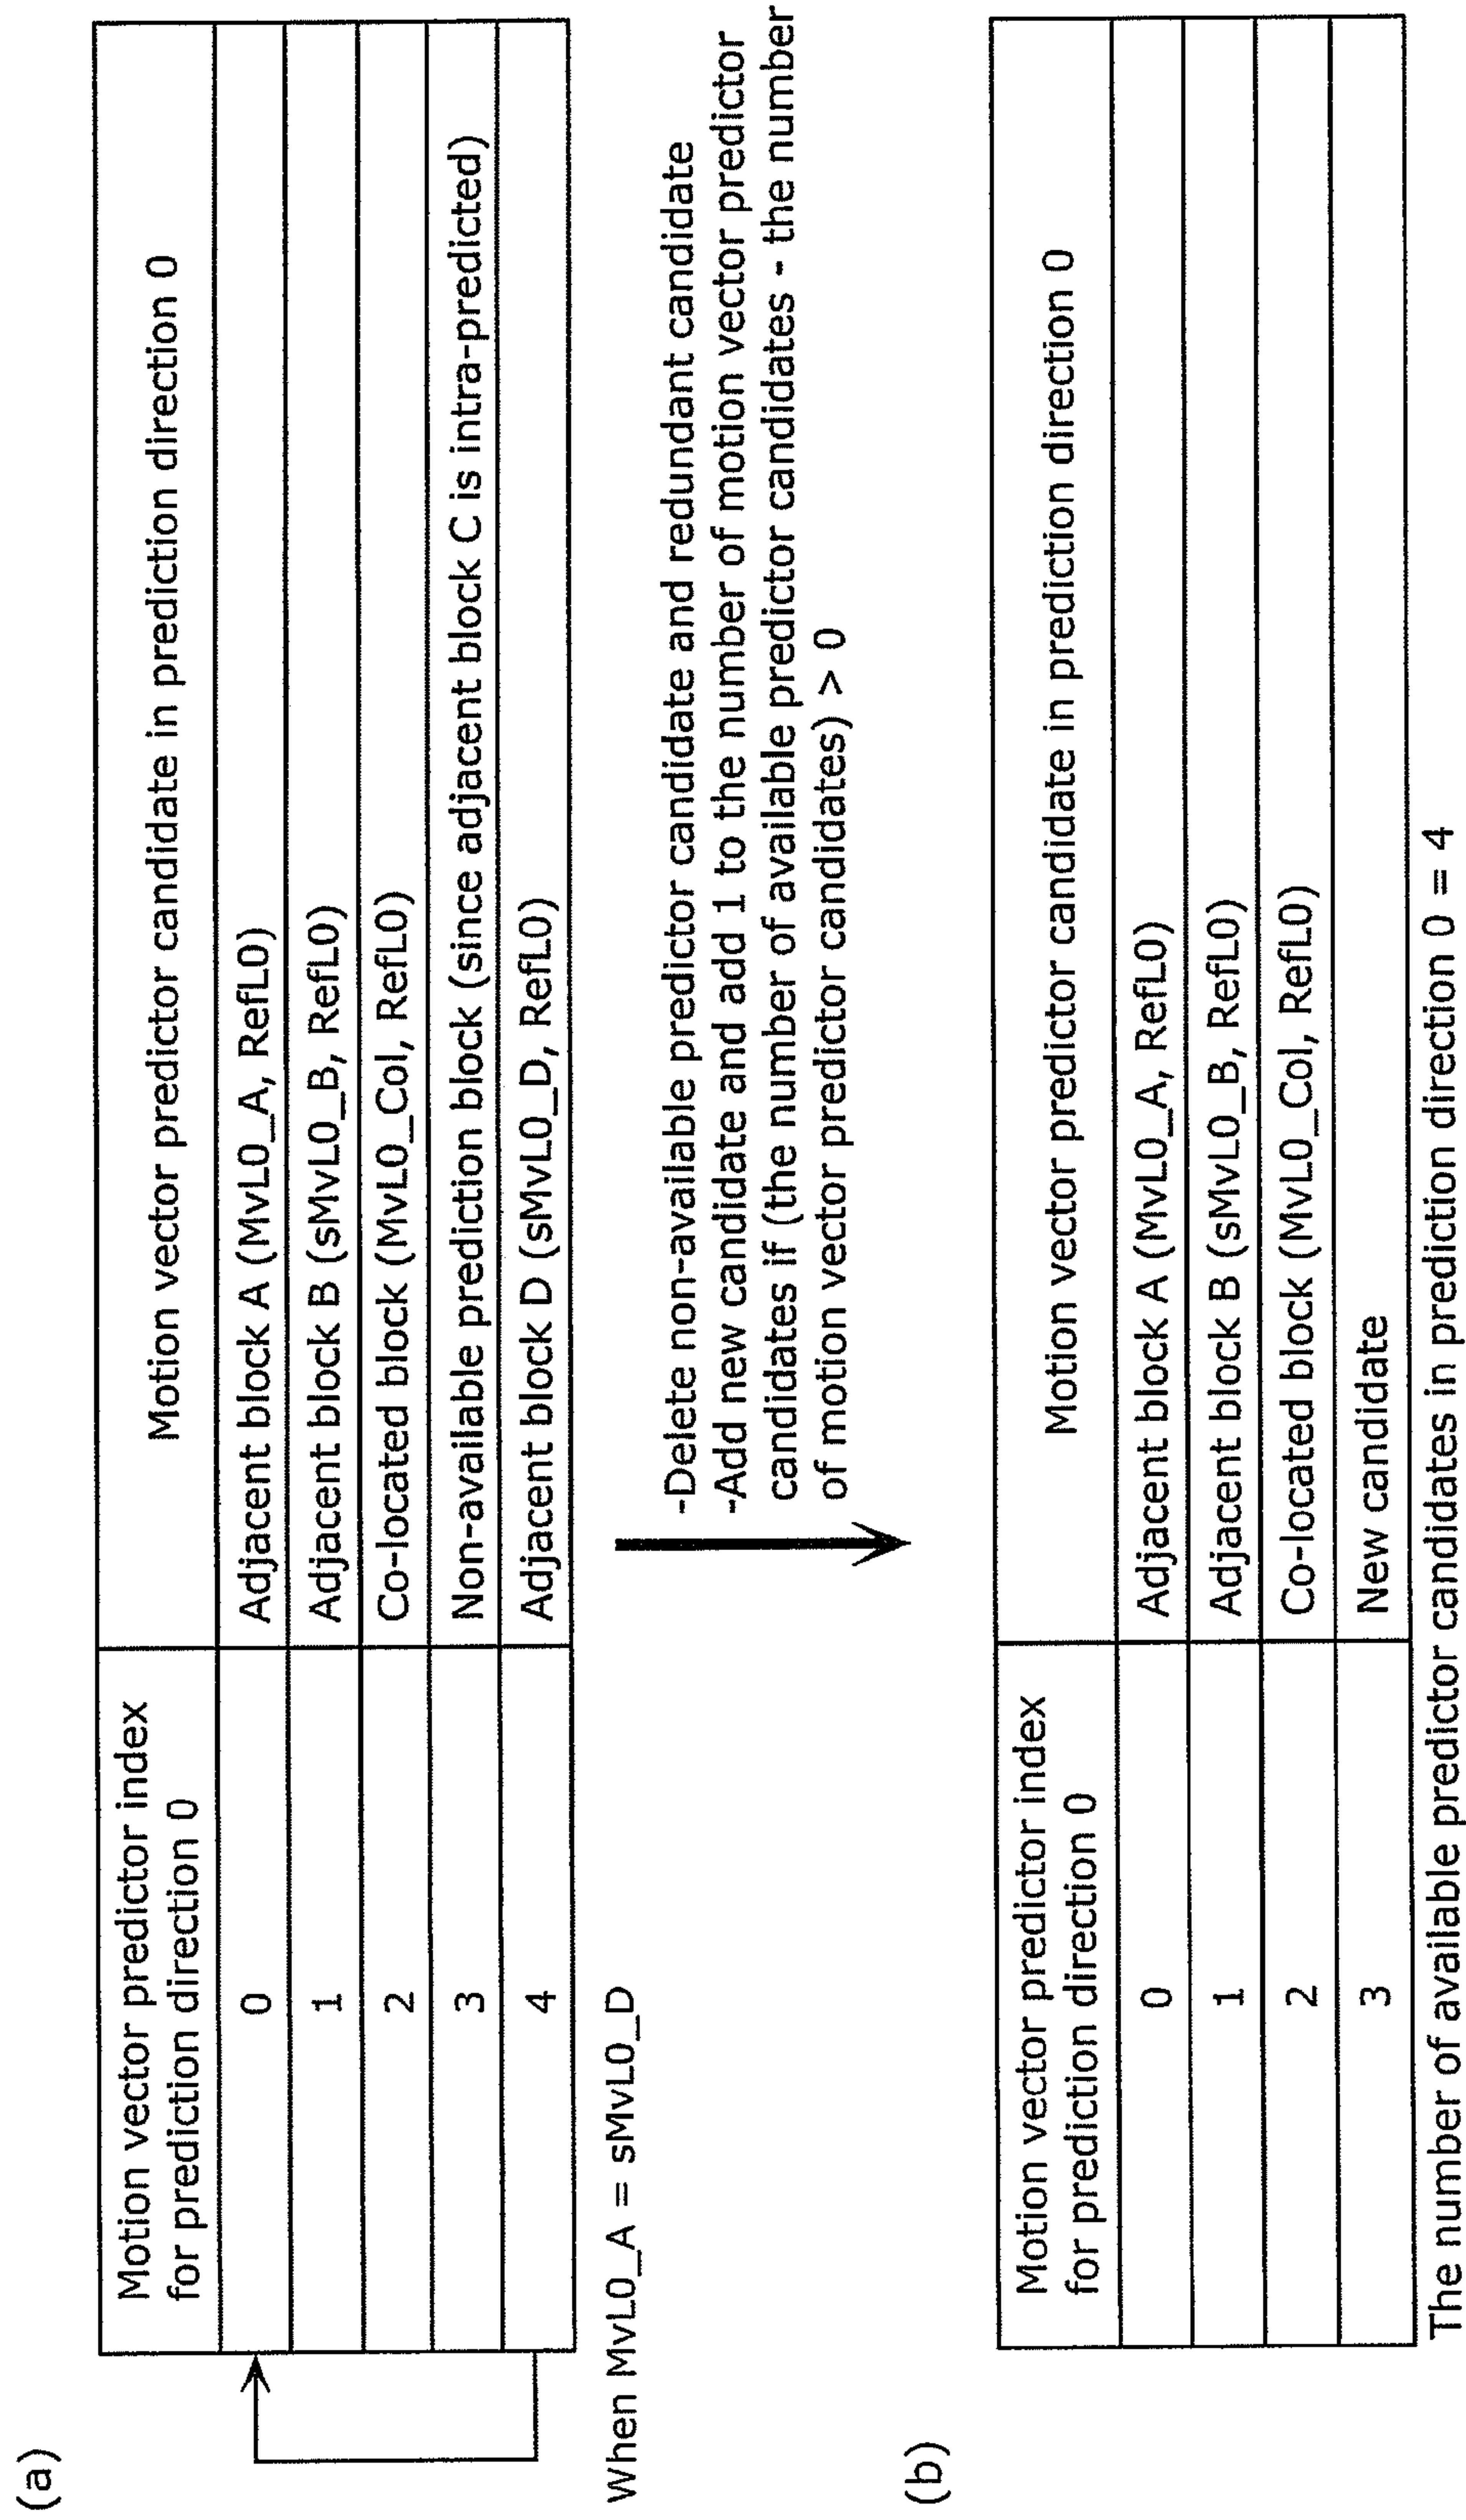 (a)
Motion vector predictor index
for prediction direction 0
Motion vector predictor candidate in prediction direction 0
0
Adjacent block A (MvL0_A, RefL0)
1
Adjacent block B (sMvL0_B, RefL0)
2
Co-located block (MvL0_Col, RefL0)
3
Non-available prediction block (since adjacent block C is intra-predicted)
4
Adjacent block D (sMvL0_D, RefL0)
When MvL0_A = sMvL0_D
-Delete non-available predictor candidate and redundant candidate
-Add new candidate and add 1 to the number of motion vector predictor
candidates if (the number of available predictor candidates - the number
of motion vector predictor candidates) > 0
(b)
Motion vector predictor index
for prediction direction 0
Motion vector predictor candidate in prediction direction 0
0
Adjacent block A (MvL0_A, RefL0)
1
Adjacent block B (sMvL0_B, RefL0)
2
Co-located block (MvL0_Col, RefL0)
3
New candidate
The number of available predictor candidates in prediction direction 0 = 4